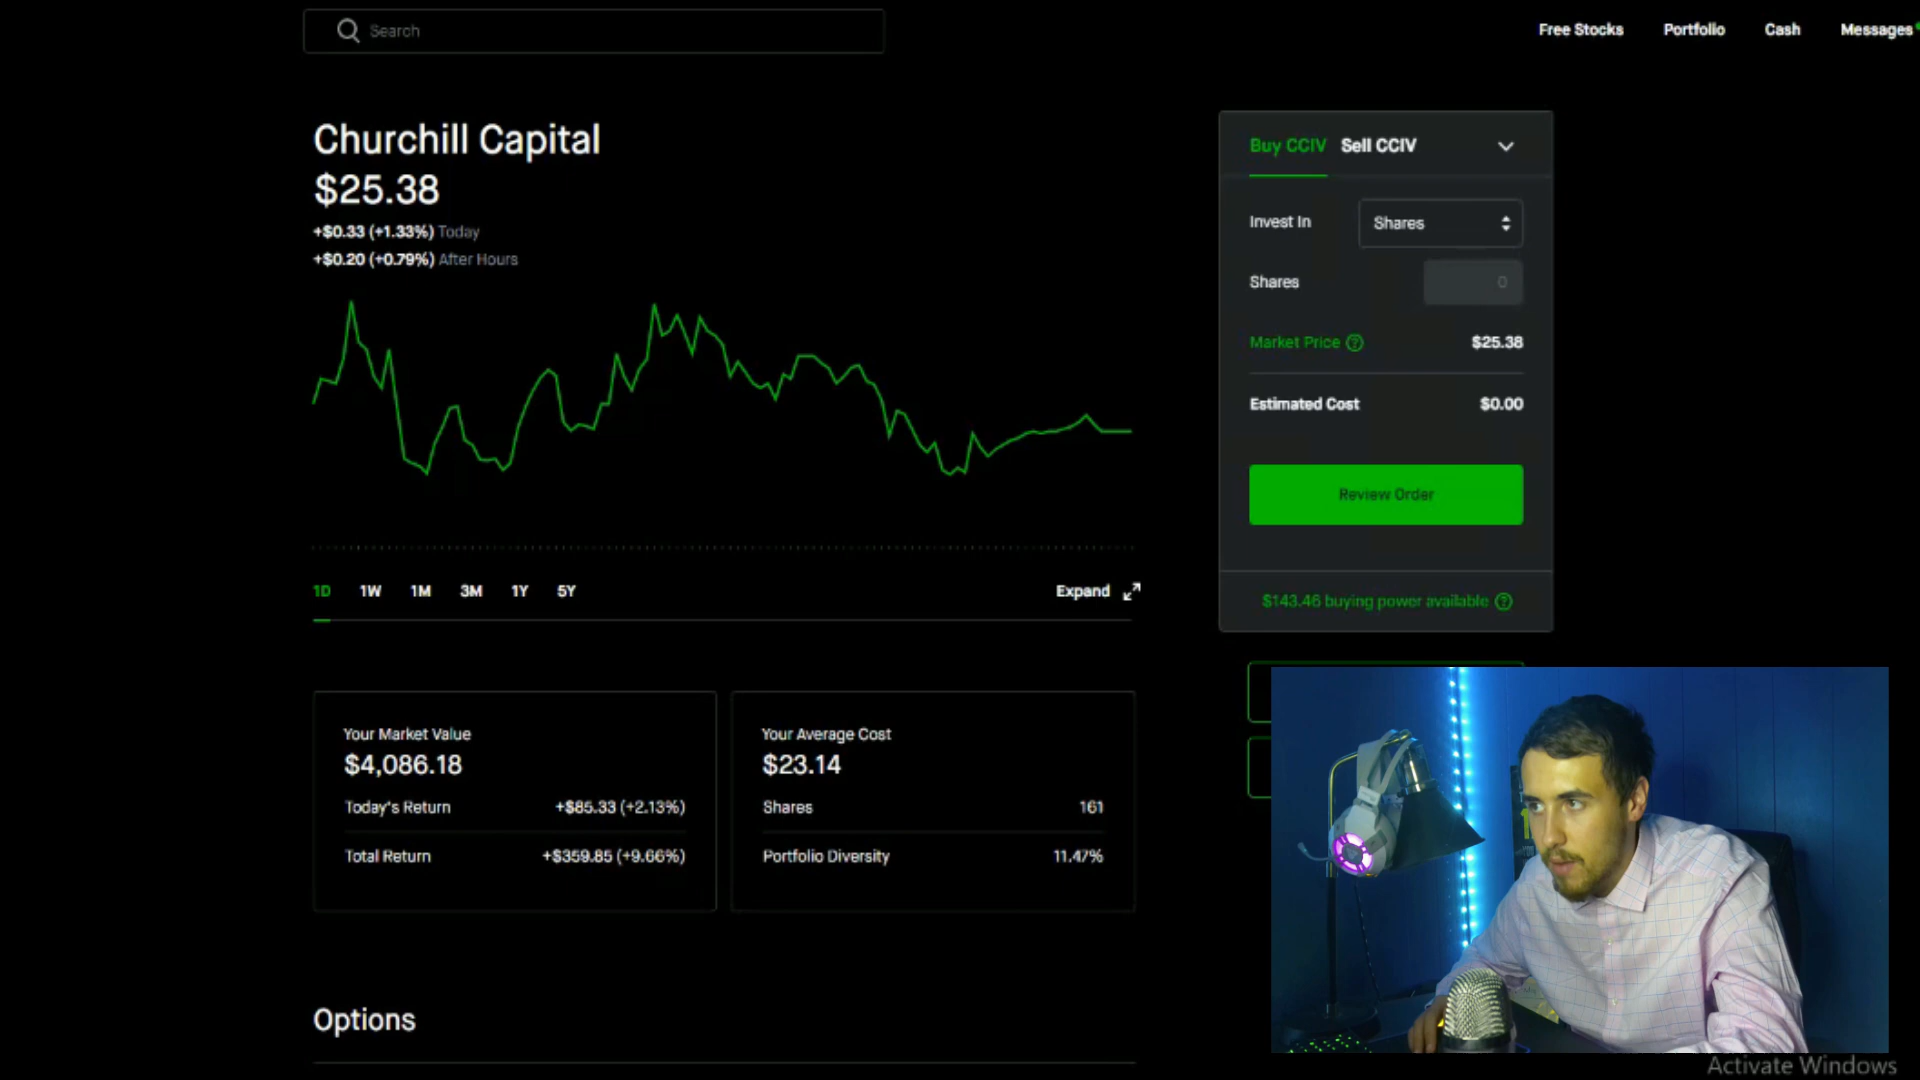 Search
Free Stocks
Portfolio
Cash
Messages
Churchill Capital
$25.38
+$0.33 (+1.33%) Today
+$0.20 (+0.79%) After Hours
1D
1W
1M
3M
1Y
5Y
Expand
Buy CCIV
Sell CCIV
Invest In
Shares
Shares
0
Market Price
$25.38
Estimated Cost
$0.00
Review Order
$143.46 buying power available
Your Market Value
$4,086.18
Today's Return
+$85.33 (+2.13%)
Total Return
+$359.85 (+9.66%)
Your Average Cost
$23.14
Shares
161
Portfolio Diversity
11.47%
Options
Activate Windows